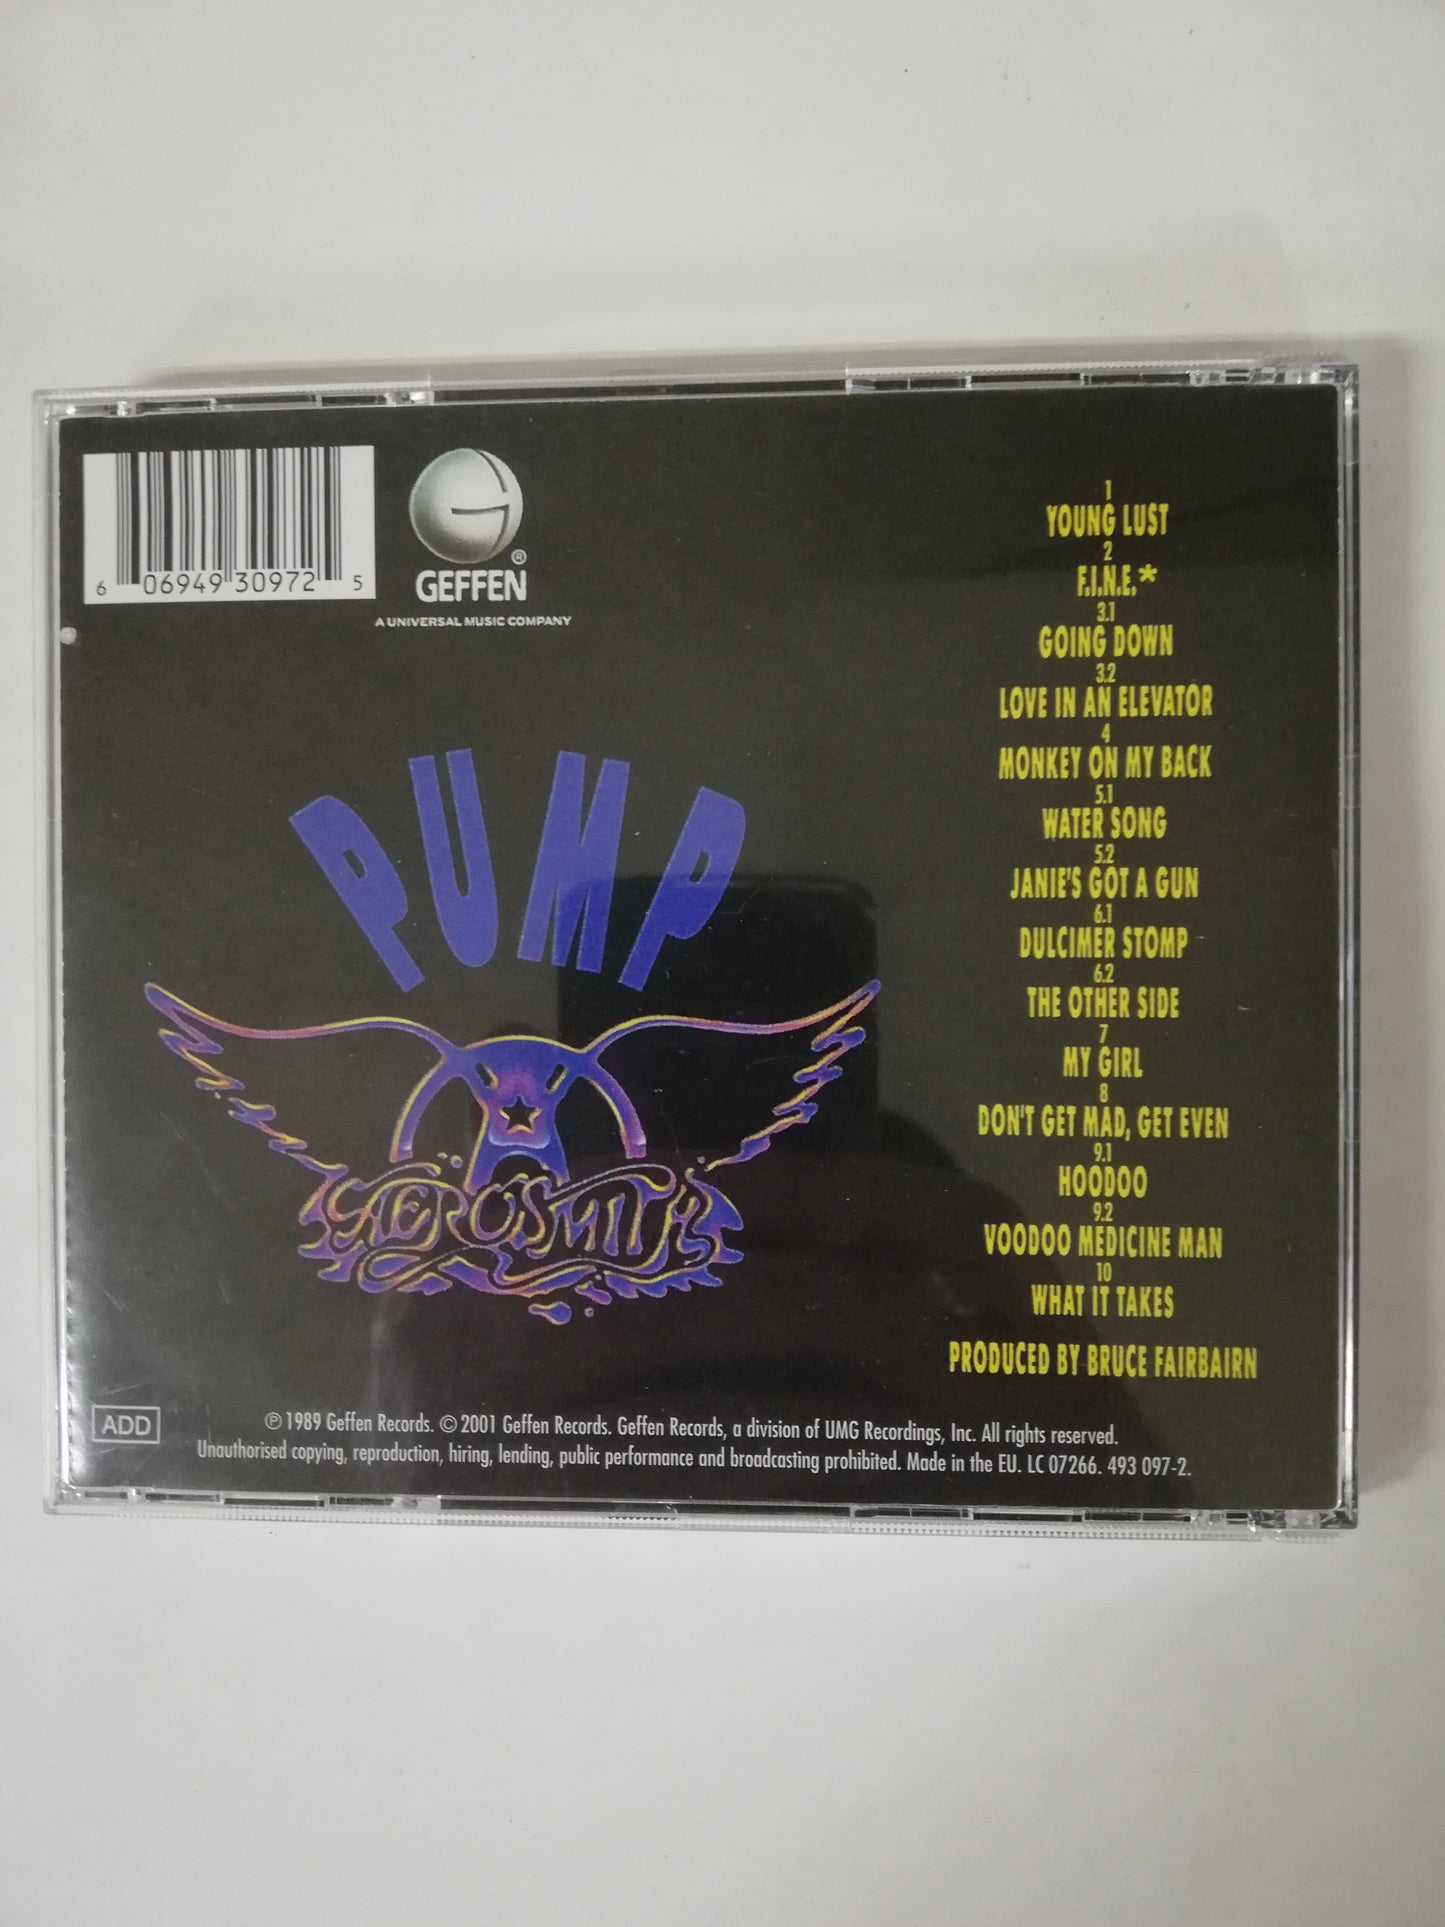 6 06949 30972 5
GEFFEN®
A UNIVERSAL MUSIC COMPANY
PUMP
AEROSMITH
1
YOUNG LUST
2
F.I.N.E.*
3.1
GOING DOWN
3.2
LOVE IN AN ELEVATOR
4
MONKEY ON MY BACK
5.1
WATER SONG
5.2
JANIE'S GOT A GUN
6.1
DULCIMER STOMP
6.2
THE OTHER SIDE
7
MY GIRL
8
DON'T GET MAD, GET EVEN
9.1
HOODOO
9.2
VOODOO MEDICINE MAN
10
WHAT IT TAKES
PRODUCED BY BRUCE FAIRBAIRN
ADD
℗ 1989 Geffen Records. © 2001 Geffen Records. Geffen Records, a division of UMG Recordings, Inc. All rights reserved.
Unauthorised copying, reproduction, hiring, lending, public performance and broadcasting prohibited. Made in the EU. LC 07266. 493 097-2.